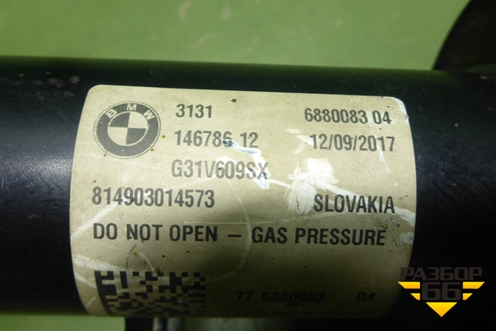 BMW
3131 6880083 04
146786 12 12/09/2017
G31V609SX
814903014573 SLOVAKIA
DO NOT OPEN – GAS PRESSURE
77 6880083 04
РАЗБОР
66